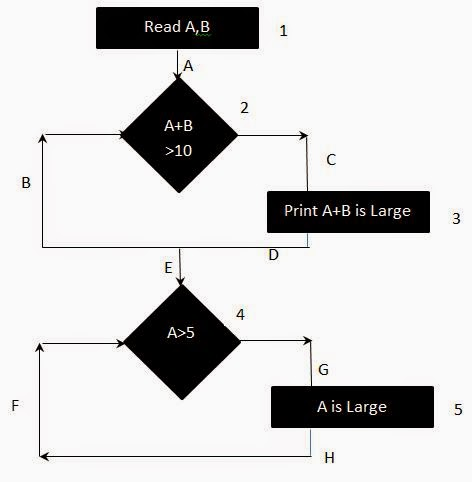 Read A,B
1
A
2
A+B
>10
C
B
Print A+B is Large
3
D
E
4
A>5
G
F
A is Large
5
H